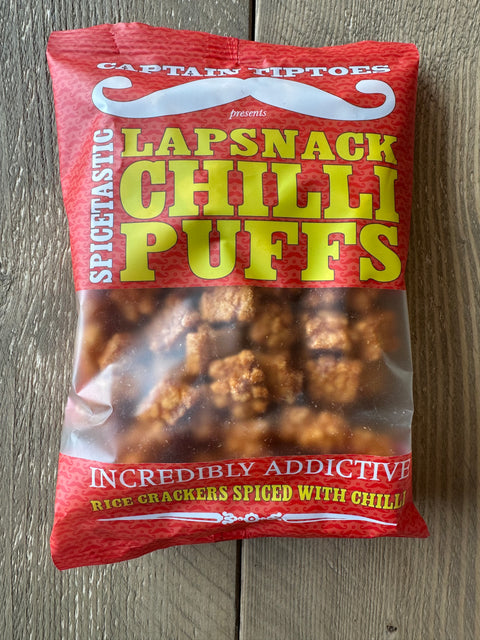 CAPTAIN TIPTOES
presents
SPICETASTIC
LAPSNACK
CHILLI
PUFFS
INCREDIBLY ADDICTIVE
RICE CRACKERS SPICED WITH CHILLI